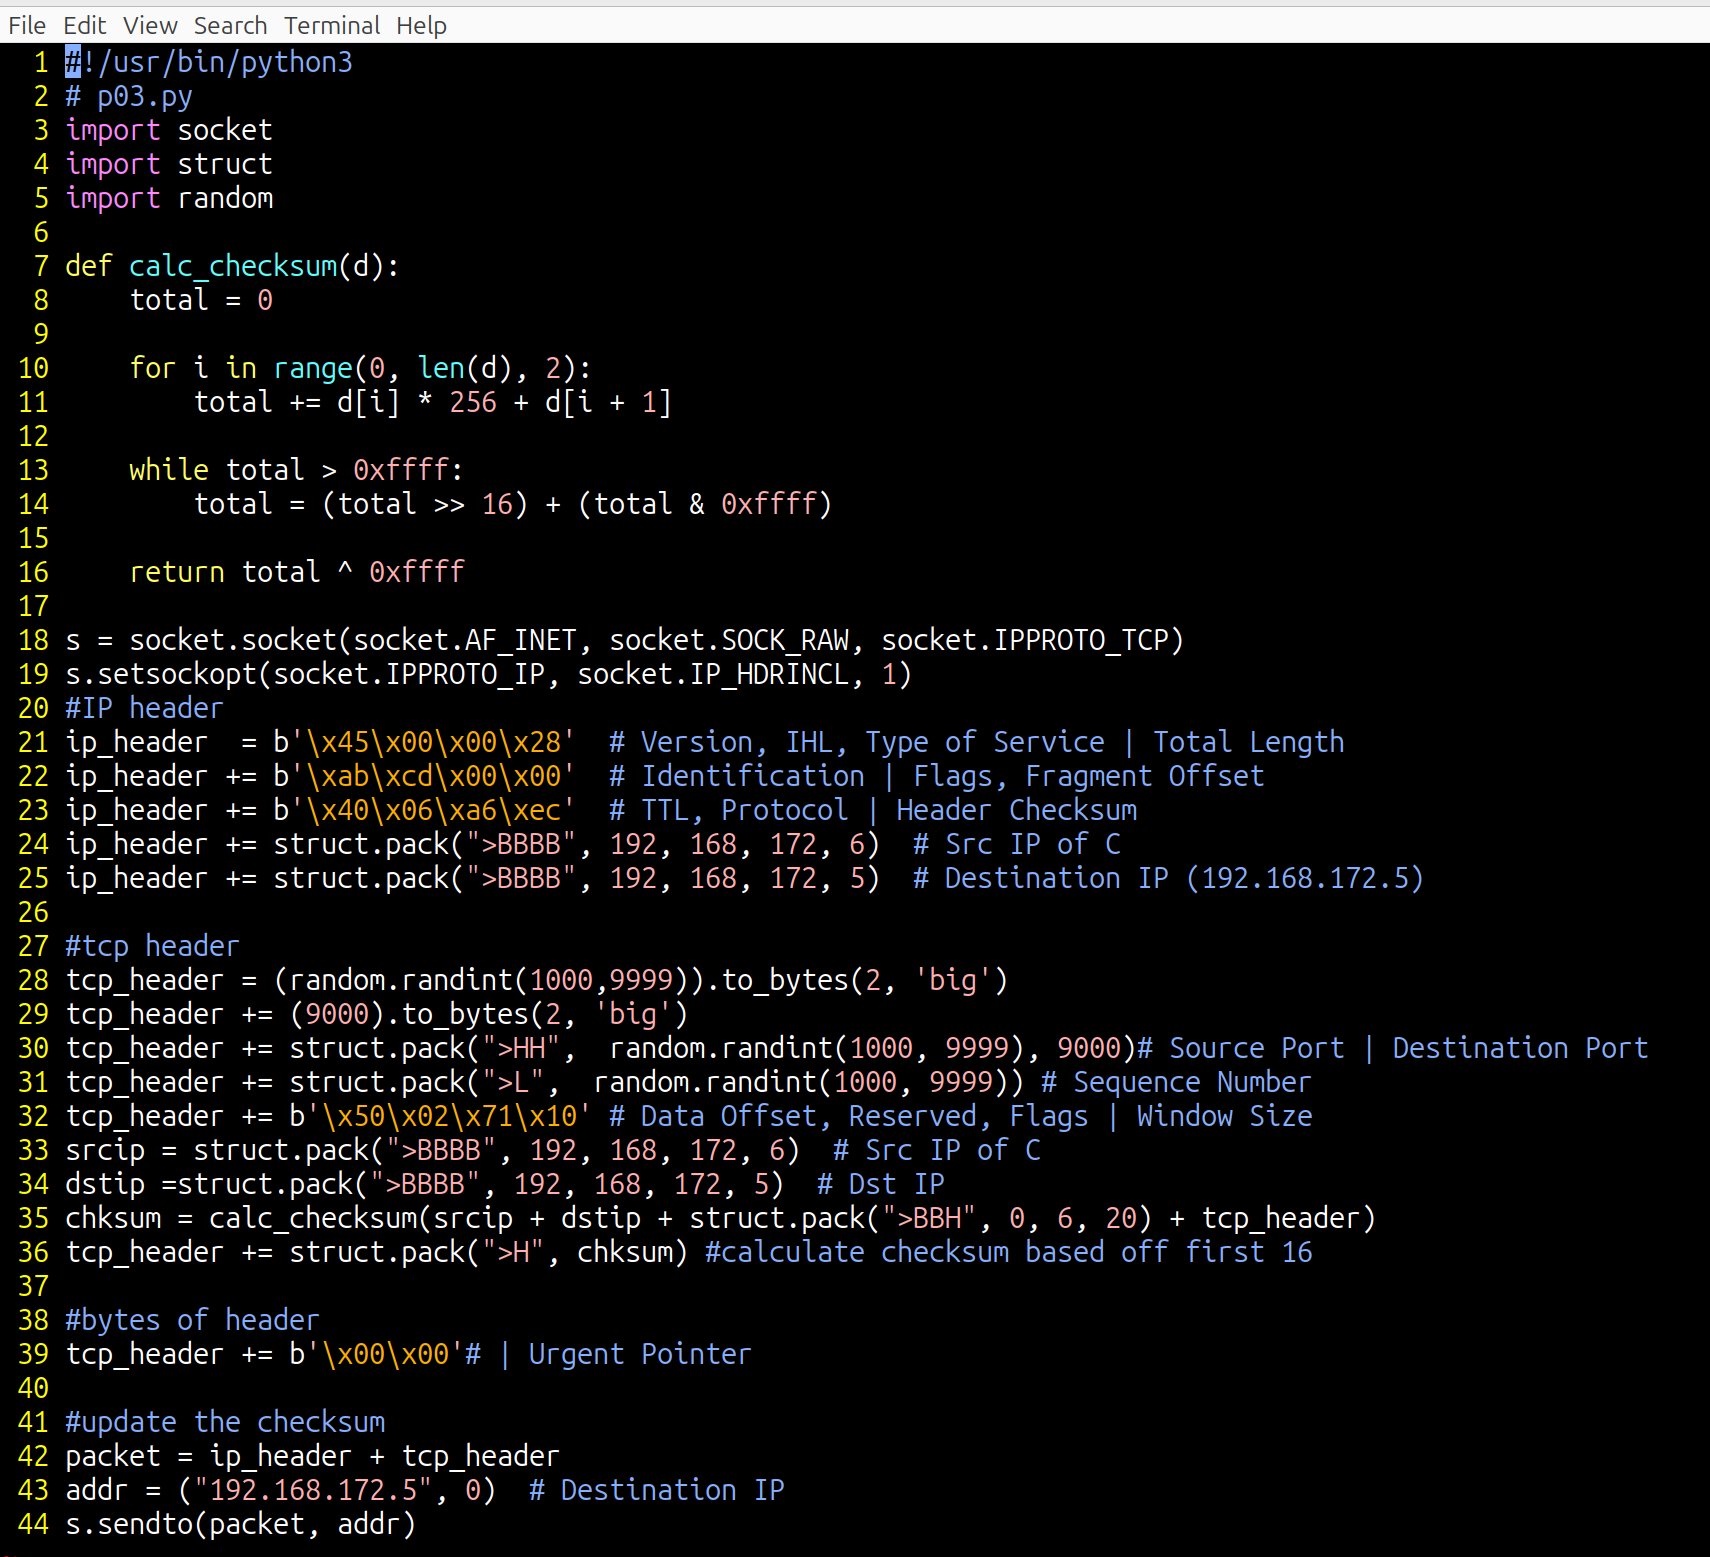 File Edit View Search Terminal Help
1 #!/usr/bin/python3
2 # p03.py
3 import socket
4 import struct
5 import random
6
7 def calc_checksum(d):
8     total = 0
9
10     for i in range(0, len(d), 2):
11         total += d[i] * 256 + d[i + 1]
12
13     while total > 0xffff:
14         total = (total >> 16) + (total & 0xffff)
15
16     return total ^ 0xffff
17
18 s = socket.socket(socket.AF_INET, socket.SOCK_RAW, socket.IPPROTO_TCP)
19 s.setsockopt(socket.IPPROTO_IP, socket.IP_HDRINCL, 1)
20 #IP header
21 ip_header  = b'\x45\x00\x00\x28'  # Version, IHL, Type of Service | Total Length
22 ip_header += b'\xab\xcd\x00\x00'  # Identification | Flags, Fragment Offset
23 ip_header += b'\x40\x06\xa6\xec'  # TTL, Protocol | Header Checksum
24 ip_header += struct.pack(">BBBB", 192, 168, 172, 6)  # Src IP of C
25 ip_header += struct.pack(">BBBB", 192, 168, 172, 5)  # Destination IP (192.168.172.5)
26
27 #tcp header
28 tcp_header = (random.randint(1000,9999)).to_bytes(2, 'big')
29 tcp_header += (9000).to_bytes(2, 'big')
30 tcp_header += struct.pack(">HH",  random.randint(1000, 9999), 9000)# Source Port | Destination Port
31 tcp_header += struct.pack(">L",  random.randint(1000, 9999)) # Sequence Number
32 tcp_header += b'\x50\x02\x71\x10' # Data Offset, Reserved, Flags | Window Size
33 srcip = struct.pack(">BBBB", 192, 168, 172, 6)  # Src IP of C
34 dstip =struct.pack(">BBBB", 192, 168, 172, 5)  # Dst IP
35 chksum = calc_checksum(srcip + dstip + struct.pack(">BBH", 0, 6, 20) + tcp_header)
36 tcp_header += struct.pack(">H", chksum) #calculate checksum based off first 16
37
38 #bytes of header
39 tcp_header += b'\x00\x00'# | Urgent Pointer
40
41 #update the checksum
42 packet = ip_header + tcp_header
43 addr = ("192.168.172.5", 0)  # Destination IP
44 s.sendto(packet, addr)